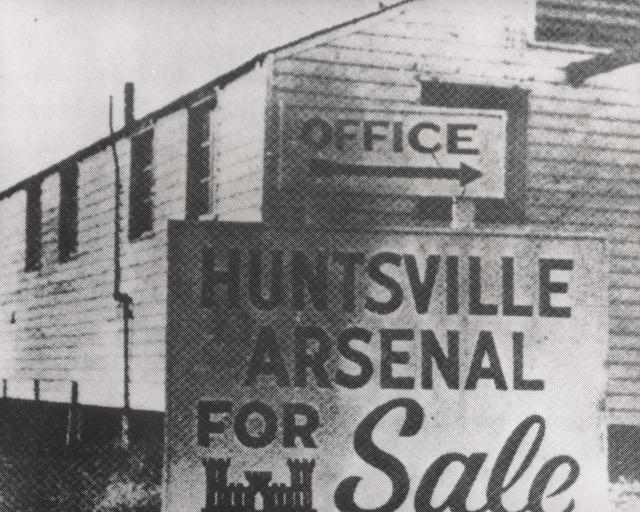 OFFICE
HUNTSVILLE
ARSENAL
FOR Sale